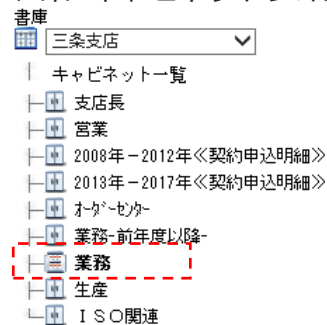 書庫
三条支店
キャビネット一覧
支店長
営業
2008年－2012年≪契約申込明細≫
2013年－2017年≪契約申込明細≫
ｵｰﾀﾞｰｾﾝﾀｰ
業務-前年度以降-
業務
生産
ＩＳＯ関連